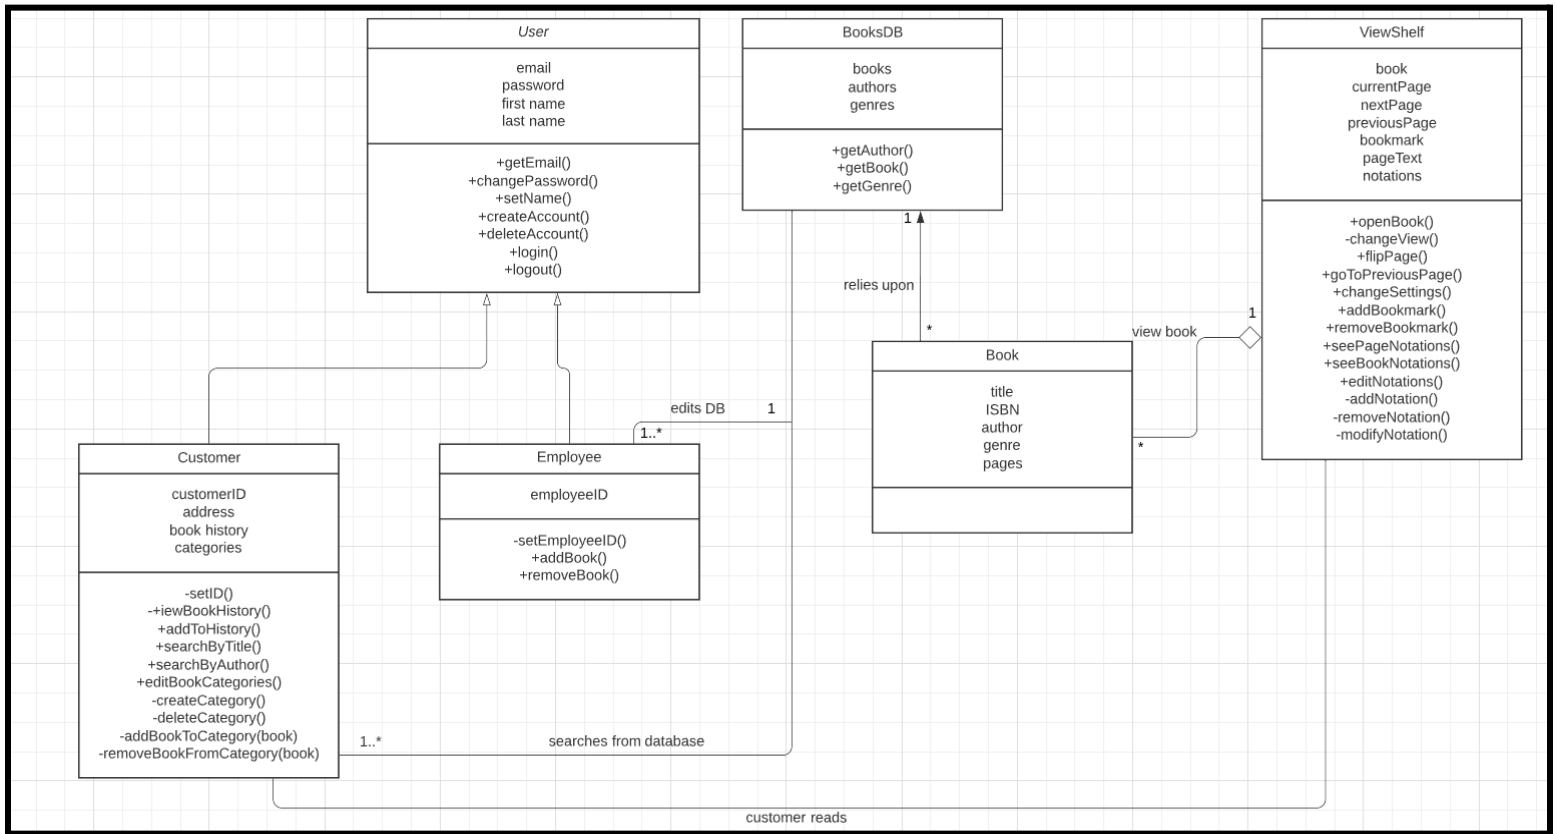 User
email
password
first name
last name
+getEmail()
+changePassword()
+setName()
+createAccount()
+deleteAccount()
+login()
+logout()
BooksDB
books
authors
genres
+getAuthor()
+getBook()
+getGenre()
ViewShelf
book
currentPage
nextPage
previousPage
bookmark
pageText
notations
+openBook()
-changeView()
+flipPage()
+goToPreviousPage()
+changeSettings()
+addBookmark()
+removeBookmark()
+seePageNotations()
+seeBookNotations()
+editNotations()
-addNotation()
-removeNotation()
-modifyNotation()
1
relies upon
*
1
view book
*
Book
title
ISBN
author
genre
pages
edits DB
1
1..*
Customer
customerID
address
book history
categories
-setID()
-+iewBookHistory()
+addToHistory()
+searchByTitle()
+searchByAuthor()
+editBookCategories()
-createCategory()
-deleteCategory()
-addBookToCategory(book)
-removeBookFromCategory(book)
Employee
employeeID
-setEmployeeID()
+addBook()
+removeBook()
1..*
searches from database
customer reads